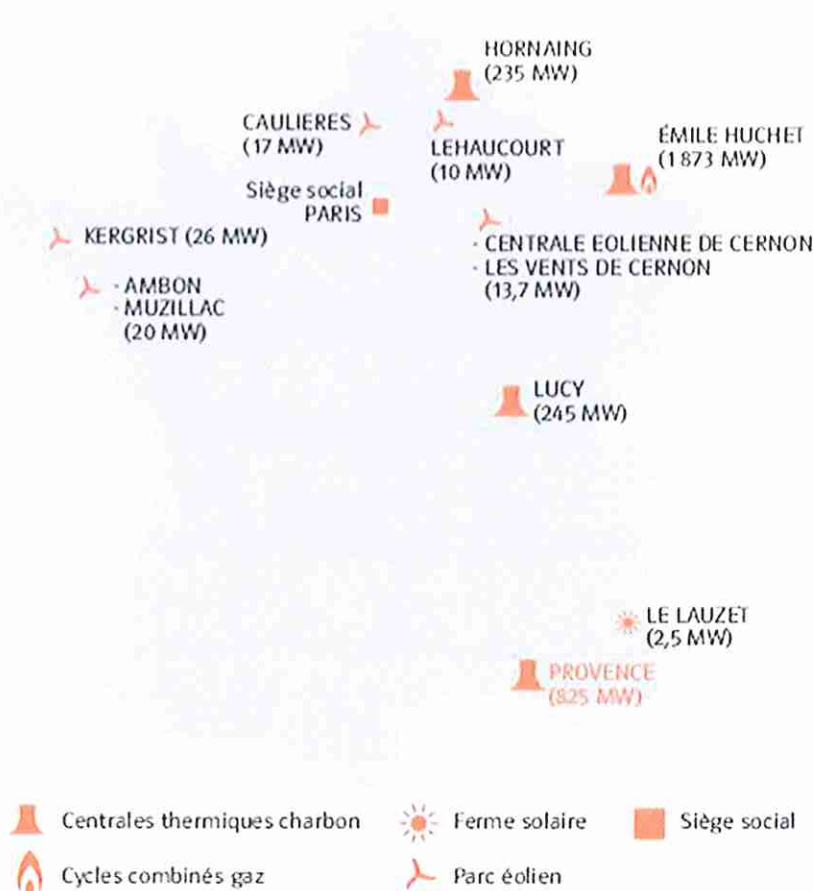 HORNAING
(235 MW)
CAULIERES
(17 MW)
LEHAUCOURT
(10 MW)
ÉMILE HUCHET
(1 873 MW)
Siège social
PARIS
KERGRIST (26 MW)
- CENTRALE EOLIENNE DE CERNON
- LES VENTS DE CERNON
(13,7 MW)
- AMBON
- MUZILLAC
(20 MW)
LUCY
(245 MW)
LE LAUZET
(2,5 MW)
PROVENCE
(825 MW)
Centrales thermiques charbon
Ferme solaire
Siège social
Cycles combinés gaz
Parc éolien